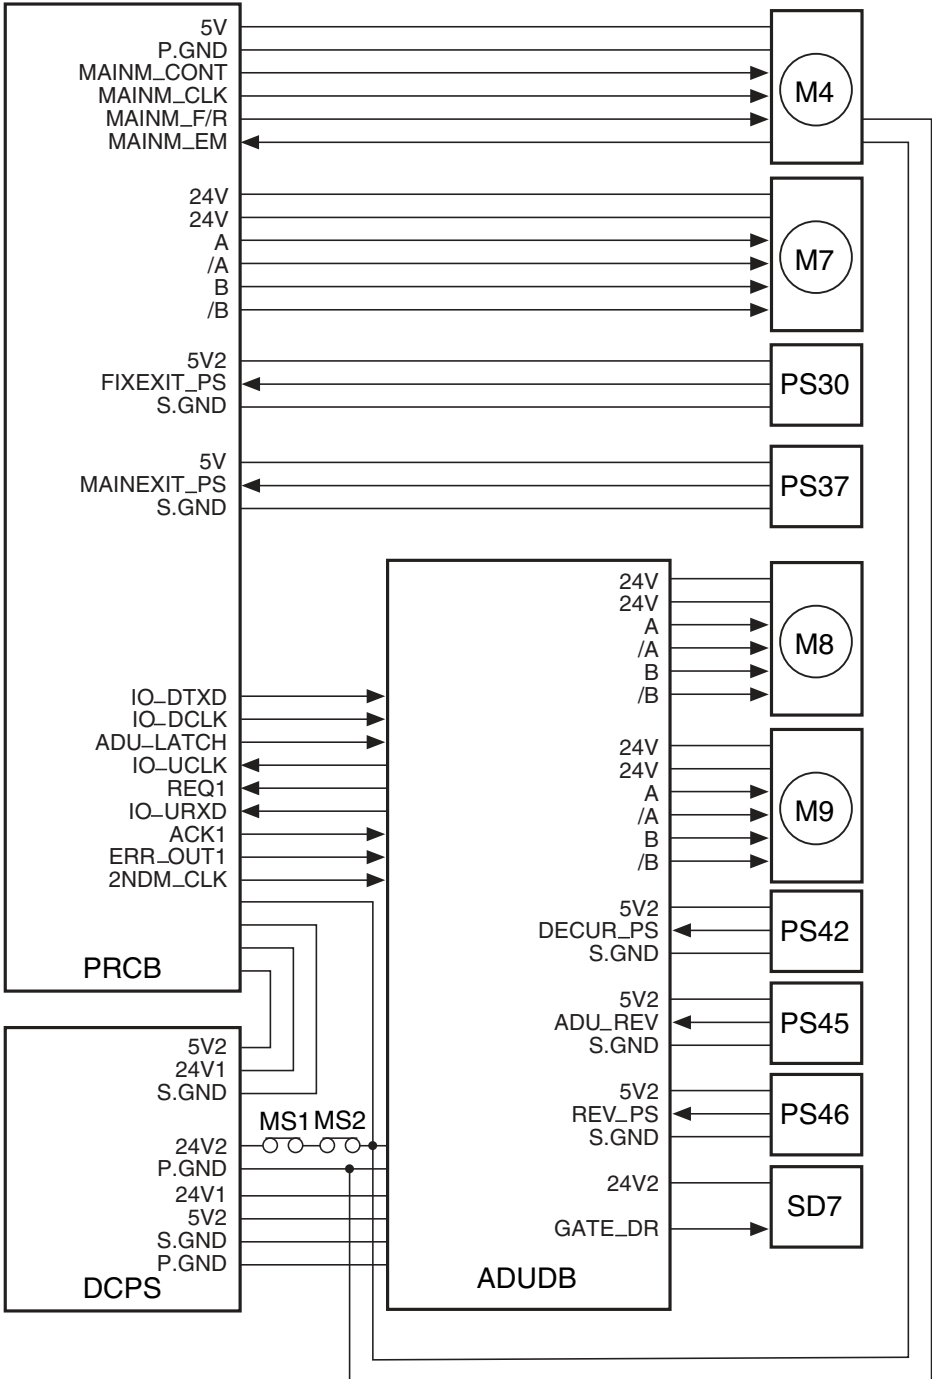 5V
P.GND
MAINM_CONT
MAINM_CLK
MAINM_F/R
MAINM_EM
M4
24V
24V
A
/A
B
/B
M7
5V2
FIXEXIT_PS
S.GND
PS30
5V
MAINEXIT_PS
S.GND
PS37
IO_DTXD
IO_DCLK
ADU_LATCH
IO_UCLK
REQ1
IO_URXD
ACK1
ERR_OUT1
2NDM_CLK
PRCB
24V
24V
A
/A
B
/B
M8
24V
24V
A
/A
B
/B
M9
5V2
DECUR_PS
S.GND
PS42
5V2
ADU_REV
S.GND
PS45
5V2
REV_PS
S.GND
PS46
24V2
GATE_DR
SD7
ADUDB
5V2
24V1
S.GND
MS1 MS2
24V2
P.GND
24V1
5V2
S.GND
P.GND
DCPS